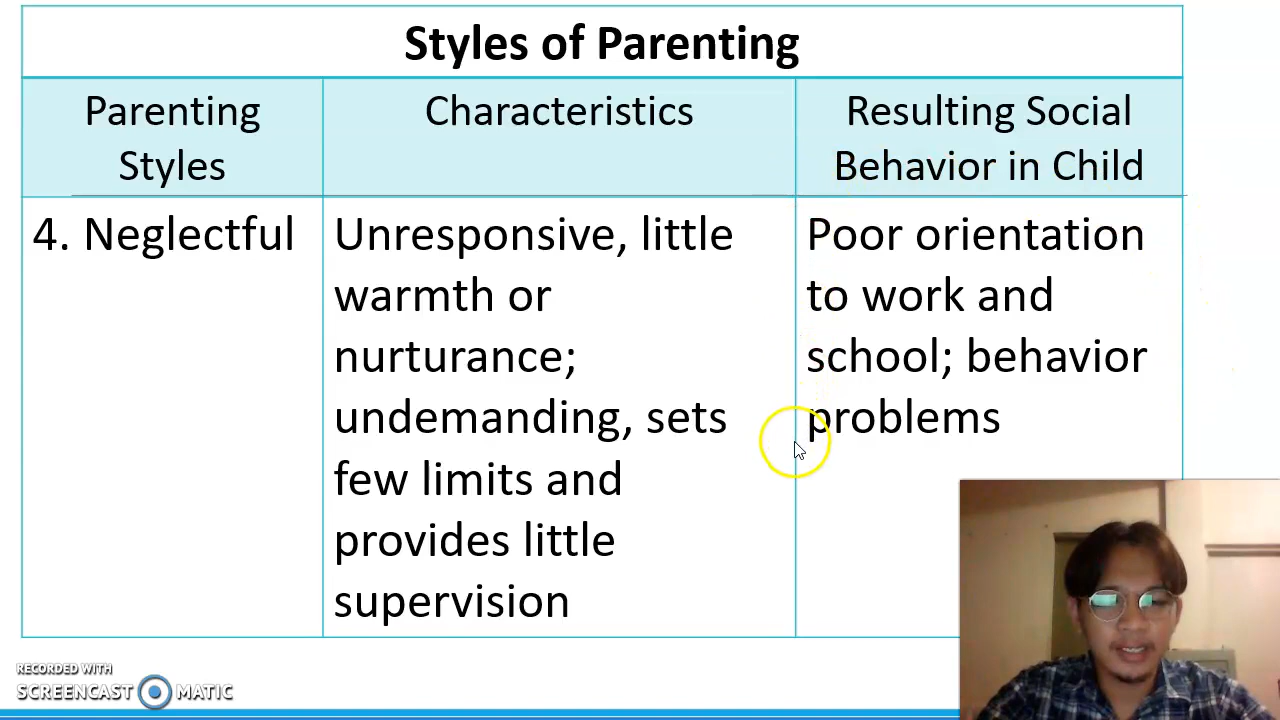 Styles of Parenting
Parenting
Styles
Characteristics
Resulting Social
Behavior in Child
4. Neglectful
Unresponsive, little
warmth or
nurturance;
undemanding, sets
few limits and
provides little
supervision
Poor orientation
to work and
school; behavior
problems
RECORDED WITH
SCREENCAST MATIC